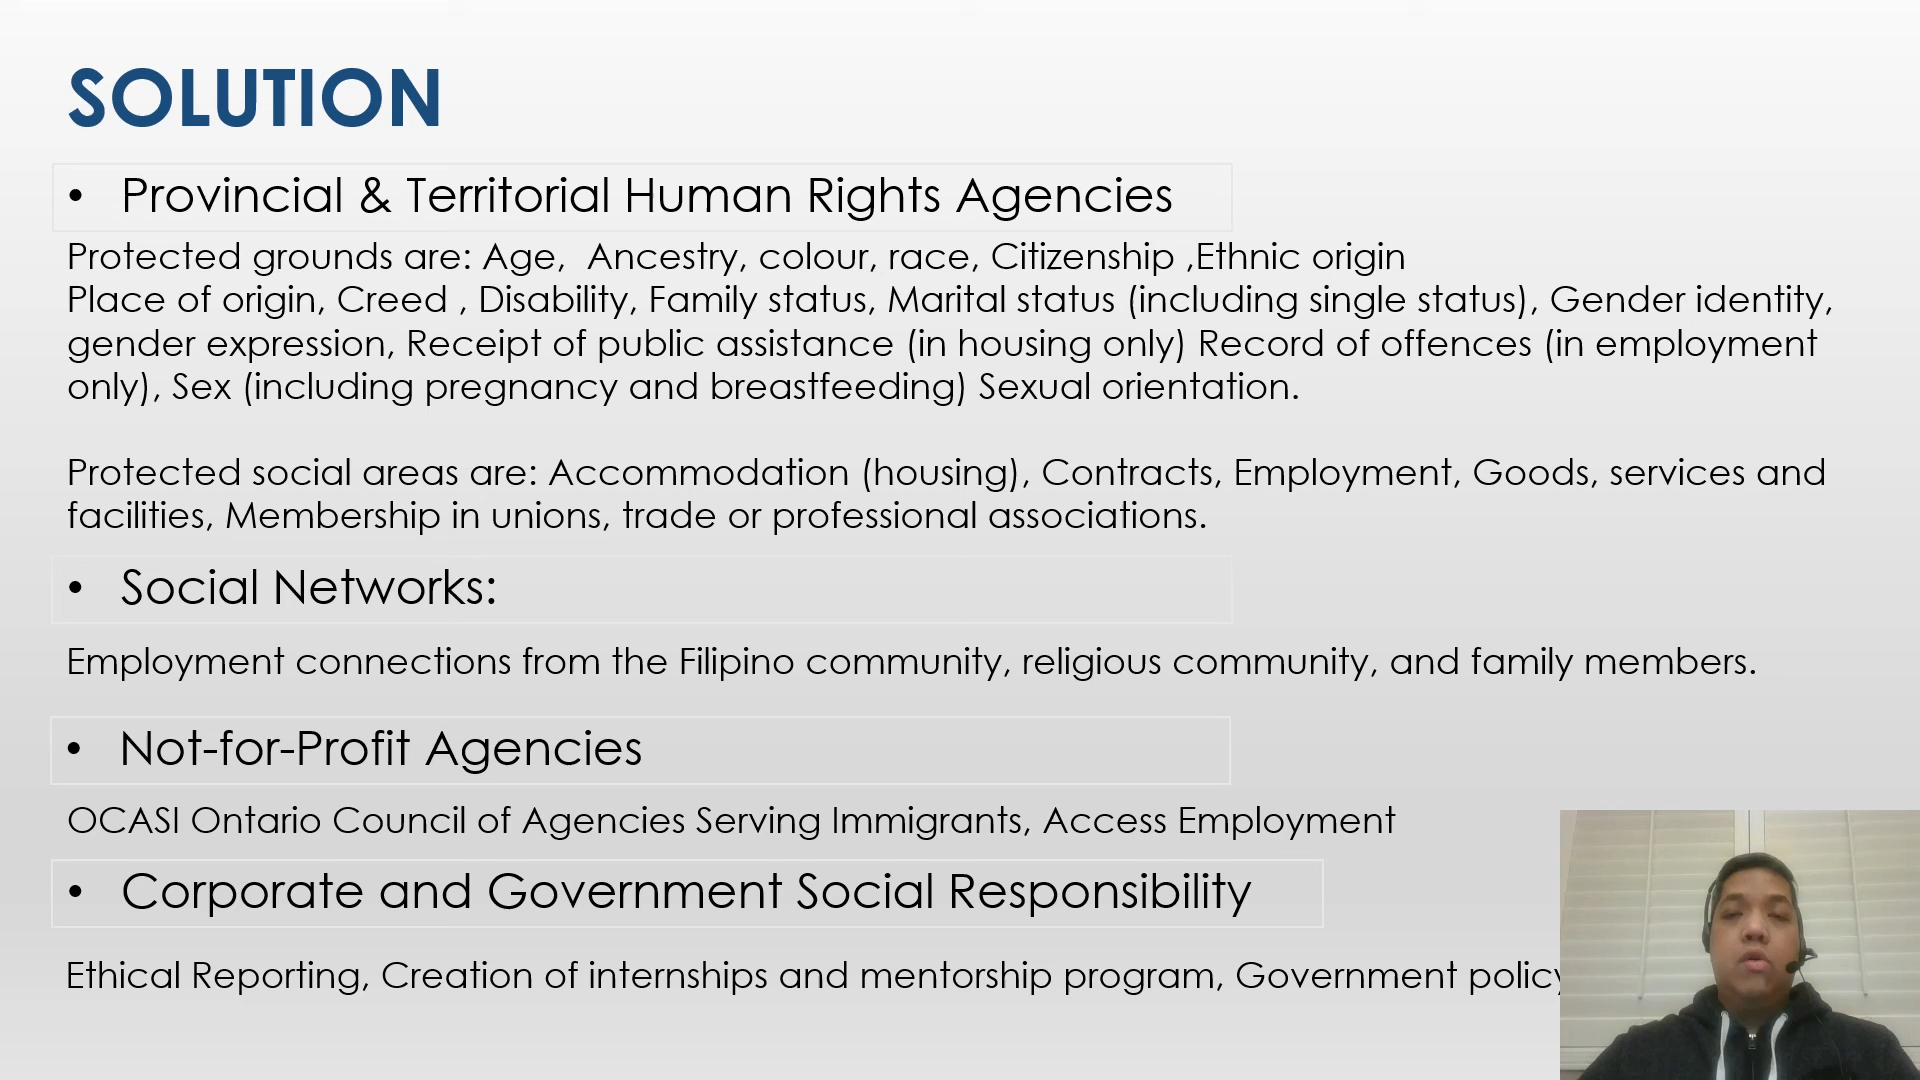 SOLUTION
• Provincial & Territorial Human Rights Agencies
Protected grounds are: Age,  Ancestry, colour, race, Citizenship ,Ethnic origin
Place of origin, Creed , Disability, Family status, Marital status (including single status), Gender identity,
gender expression, Receipt of public assistance (in housing only) Record of offences (in employment
only), Sex (including pregnancy and breastfeeding) Sexual orientation.
Protected social areas are: Accommodation (housing), Contracts, Employment, Goods, services and
facilities, Membership in unions, trade or professional associations.
• Social Networks:
Employment connections from the Filipino community, religious community, and family members.
• Not-for-Profit Agencies
OCASI Ontario Council of Agencies Serving Immigrants, Access Employment
• Corporate and Government Social Responsibility
Ethical Reporting, Creation of internships and mentorship program, Government policy